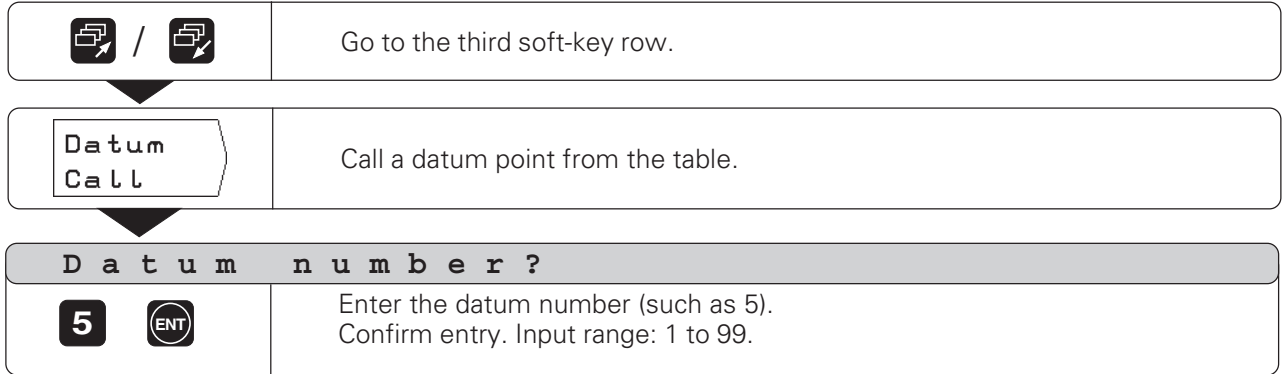 /
Go to the third soft-key row.
Datum
Call
Call a datum point from the table.
Datum number?
5 ENT
Enter the datum number (such as 5).
Confirm entry. Input range: 1 to 99.